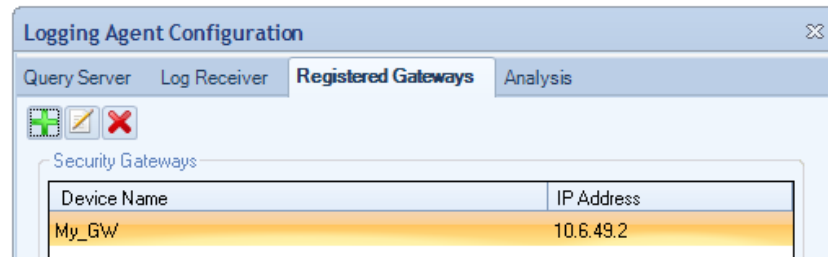 Logging Agent Configuration
Query Server Log Receiver Registered Gateways Analysis
Security Gateways
Device Name IP Address
My_GW 10.6.49.2